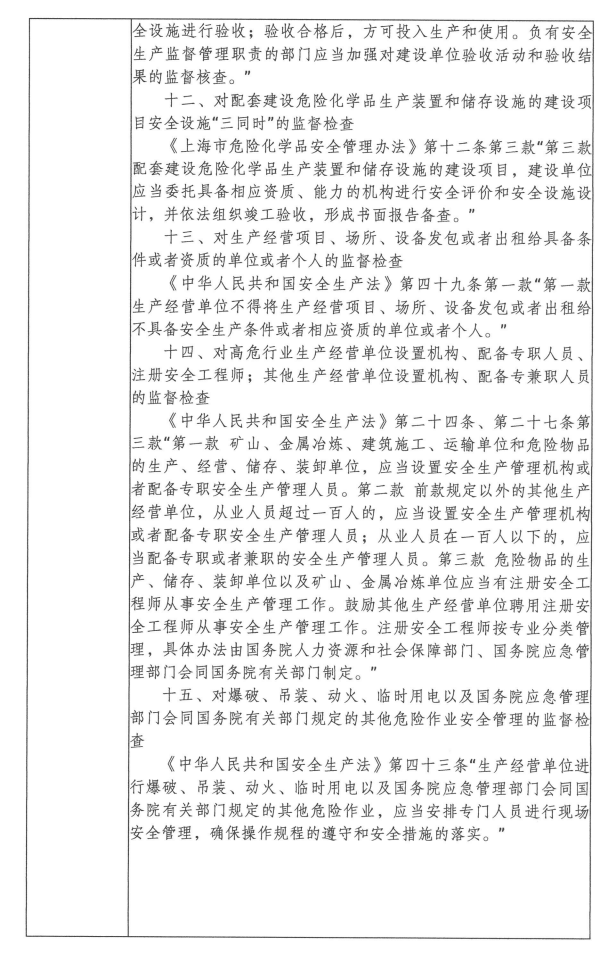 全设施进行验收；验收合格后，方可投入生产和使用。负有安全
生产监督管理职责的部门应当加强对建设单位验收活动和验收结
果的监督核查。”
十二、对配套建设危险化学品生产装置和储存设施的建设项
目安全设施“三同时”的监督检查
《上海市危险化学品安全管理办法》第十二条第三款“第三款
配套建设危险化学品生产装置和储存设施的建设项目，建设单位
应当委托具备相应资质、能力的机构进行安全评价和安全设施设
计，并依法组织竣工验收，形成书面报告备查。”
十三、对生产经营项目、场所、设备发包或者出租给具备条
件或者资质的单位或者个人的监督检查
《中华人民共和国安全生产法》第四十九条第一款“第一款
生产经营单位不得将生产经营项目、场所、设备发包或者出租给
不具备安全生产条件或者相应资质的单位或者个人。”
十四、对高危行业生产经营单位设置机构、配备专职人员、
注册安全工程师；其他生产经营单位设置机构、配备专兼职人员
的监督检查
《中华人民共和国安全生产法》第二十四条、第二十七条第
三款“第一款 矿山、金属冶炼、建筑施工、运输单位和危险物品
的生产、经营、储存、装卸单位，应当设置安全生产管理机构或
者配备专职安全生产管理人员。第二款 前款规定以外的其他生产
经营单位，从业人员超过一百人的，应当设置安全生产管理机构
或者配备专职安全生产管理人员；从业人员在一百人以下的，应
当配备专职或者兼职的安全生产管理人员。第三款 危险物品的生
产、储存、装卸单位以及矿山、金属冶炼单位应当有注册安全工
程师从事安全生产管理工作。鼓励其他生产经营单位聘用注册安
全工程师从事安全生产管理工作。注册安全工程师按专业分类管
理，具体办法由国务院人力资源和社会保障部门、国务院应急管
理部门会同国务院有关部门制定。”
十五、对爆破、吊装、动火、临时用电以及国务院应急管理
部门会同国务院有关部门规定的其他危险作业安全管理的监督检
查
《中华人民共和国安全生产法》第四十三条“生产经营单位进
行爆破、吊装、动火、临时用电以及国务院应急管理部门会同国
务院有关部门规定的其他危险作业，应当安排专门人员进行现场
安全管理，确保操作规程的遵守和安全措施的落实。”